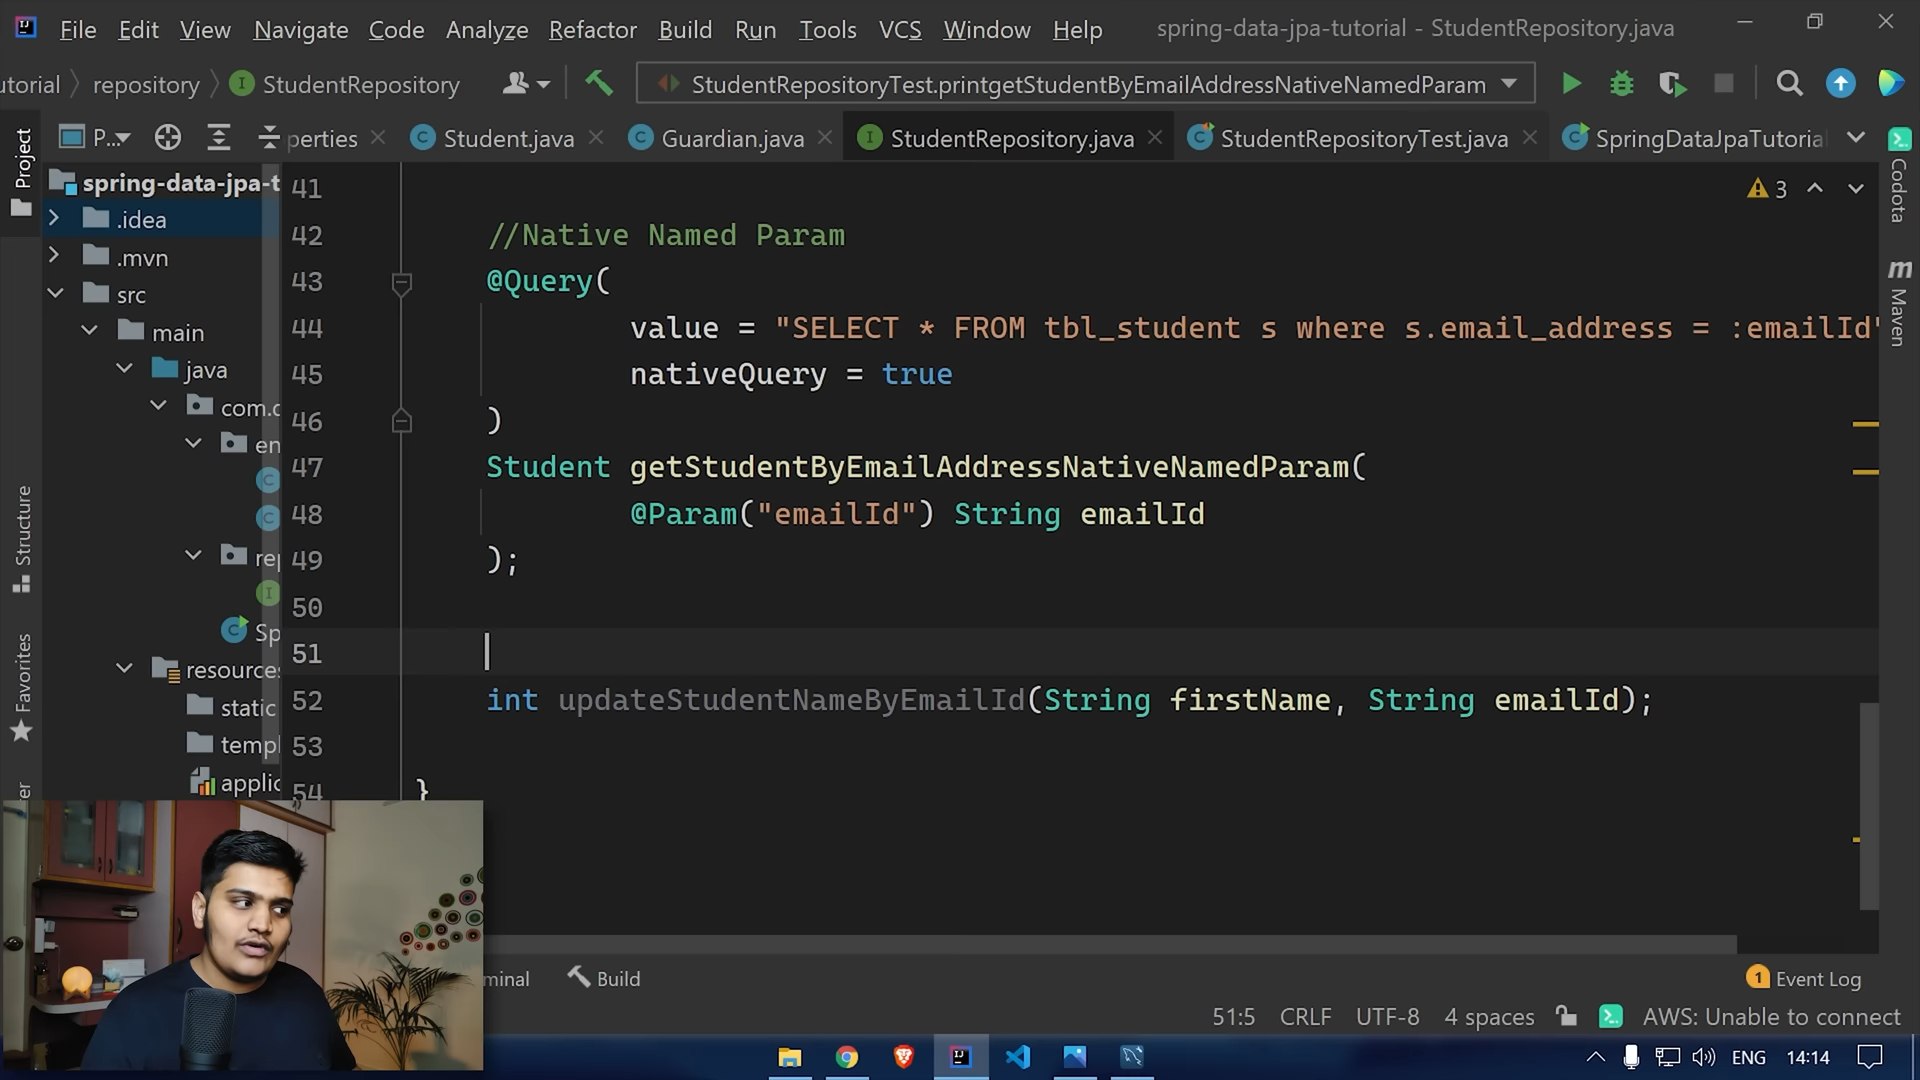 File Edit View Navigate Code Analyze Refactor Build Run Tools VCS Window Help spring-data-jpa-tutorial - StudentRepository.java
utorial repository StudentRepository StudentRepositoryTest.printgetStudentByEmailAddressNativeNamedParam
P... perties Student.java Guardian.java StudentRepository.java StudentRepositoryTest.java SpringDataJpaTutorial
Project
Structure
Favorites
er
spring-data-jpa-t
.idea
.mvn
src
main
java
com.
en
rep
Sp
resource
static
templ
applic
41
42 //Native Named Param
43 @Query(
44 value = "SELECT * FROM tbl_student s where s.email_address = :emailId"
45 nativeQuery = true
46 )
47 Student getStudentByEmailAddressNativeNamedParam(
48 @Param("emailId") String emailId
49 );
50
51
52 int updateStudentNameByEmailId(String firstName, String emailId);
53
54 }
3
Codota
m Maven
minal Build 1 Event Log
51:5 CRLF UTF-8 4 spaces AWS: Unable to connect
ENG 14:14